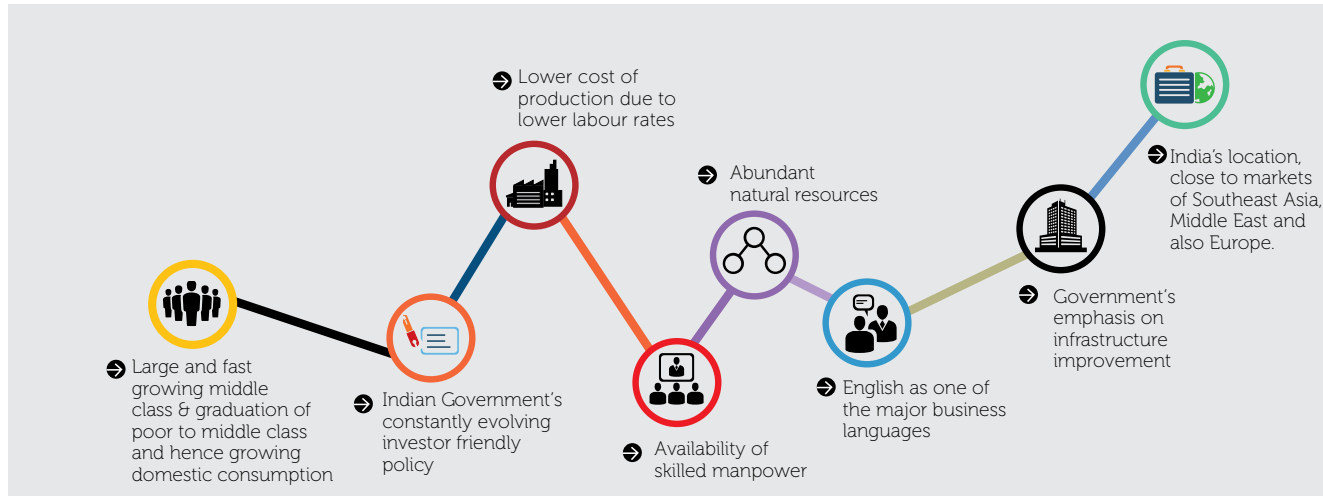 Large and fast
growing middle
class & graduation of
poor to middle class
and hence growing
domestic consumption
Indian Government's
constantly evolving
investor friendly
policy
Lower cost of
production due to
lower labour rates
Availability of
skilled manpower
Abundant
natural resources
English as one of
the major business
languages
Government's
emphasis on
infrastructure
improvement
India's location,
close to markets
of Southeast Asia,
Middle East and
also Europe.